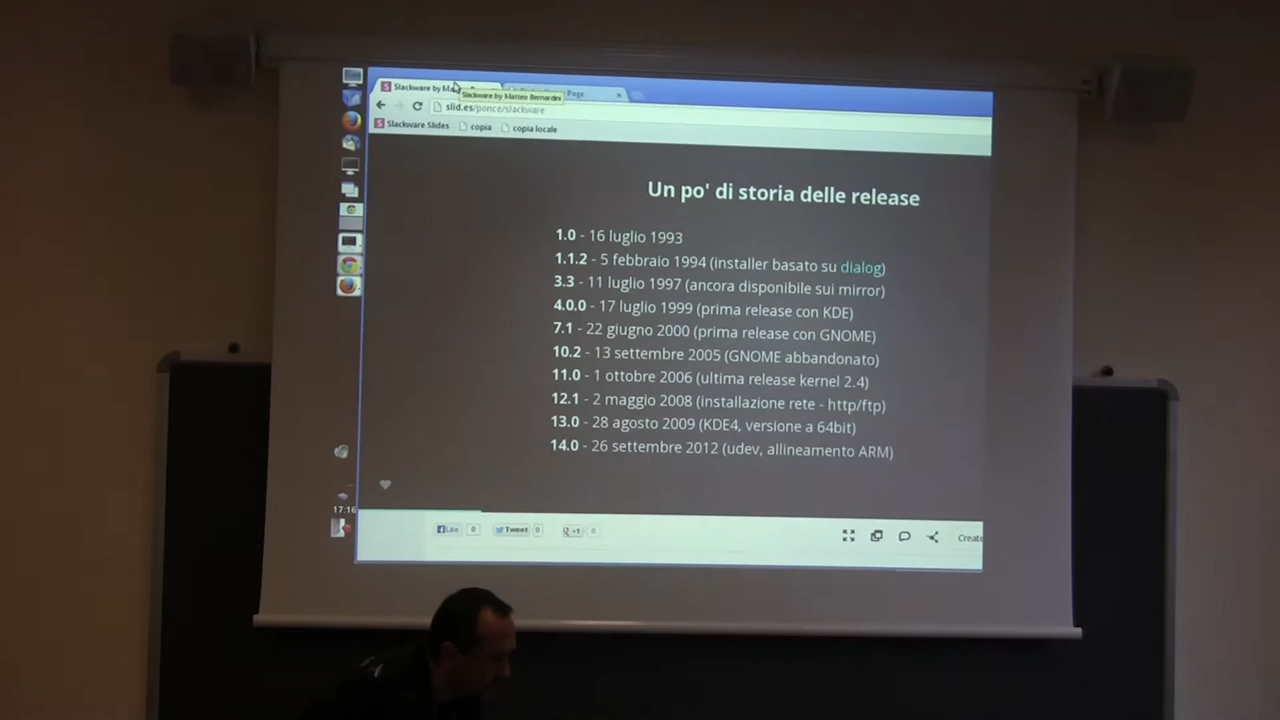 Slackware by Ma
Page
Slackware by Matteo Bernardini
slid.es/ponce/slackware
Slackware Slides copia copia locale
Un po' di storia delle release
1.0 - 16 luglio 1993
1.1.2 - 5 febbraio 1994 (installer basato su dialog)
3.3 - 11 luglio 1997 (ancora disponibile sui mirror)
4.0.0 - 17 luglio 1999 (prima release con KDE)
7.1 - 22 giugno 2000 (prima release con GNOME)
10.2 - 13 settembre 2005 (GNOME abbandonato)
11.0 - 1 ottobre 2006 (ultima release kernel 2.4)
12.1 - 2 maggio 2008 (installazione rete - http/ftp)
13.0 - 28 agosto 2009 (KDE4, versione a 64bit)
14.0 - 26 settembre 2012 (udev, allineamento ARM)
17:16
Like 0 Tweet 0 +1 0 Create